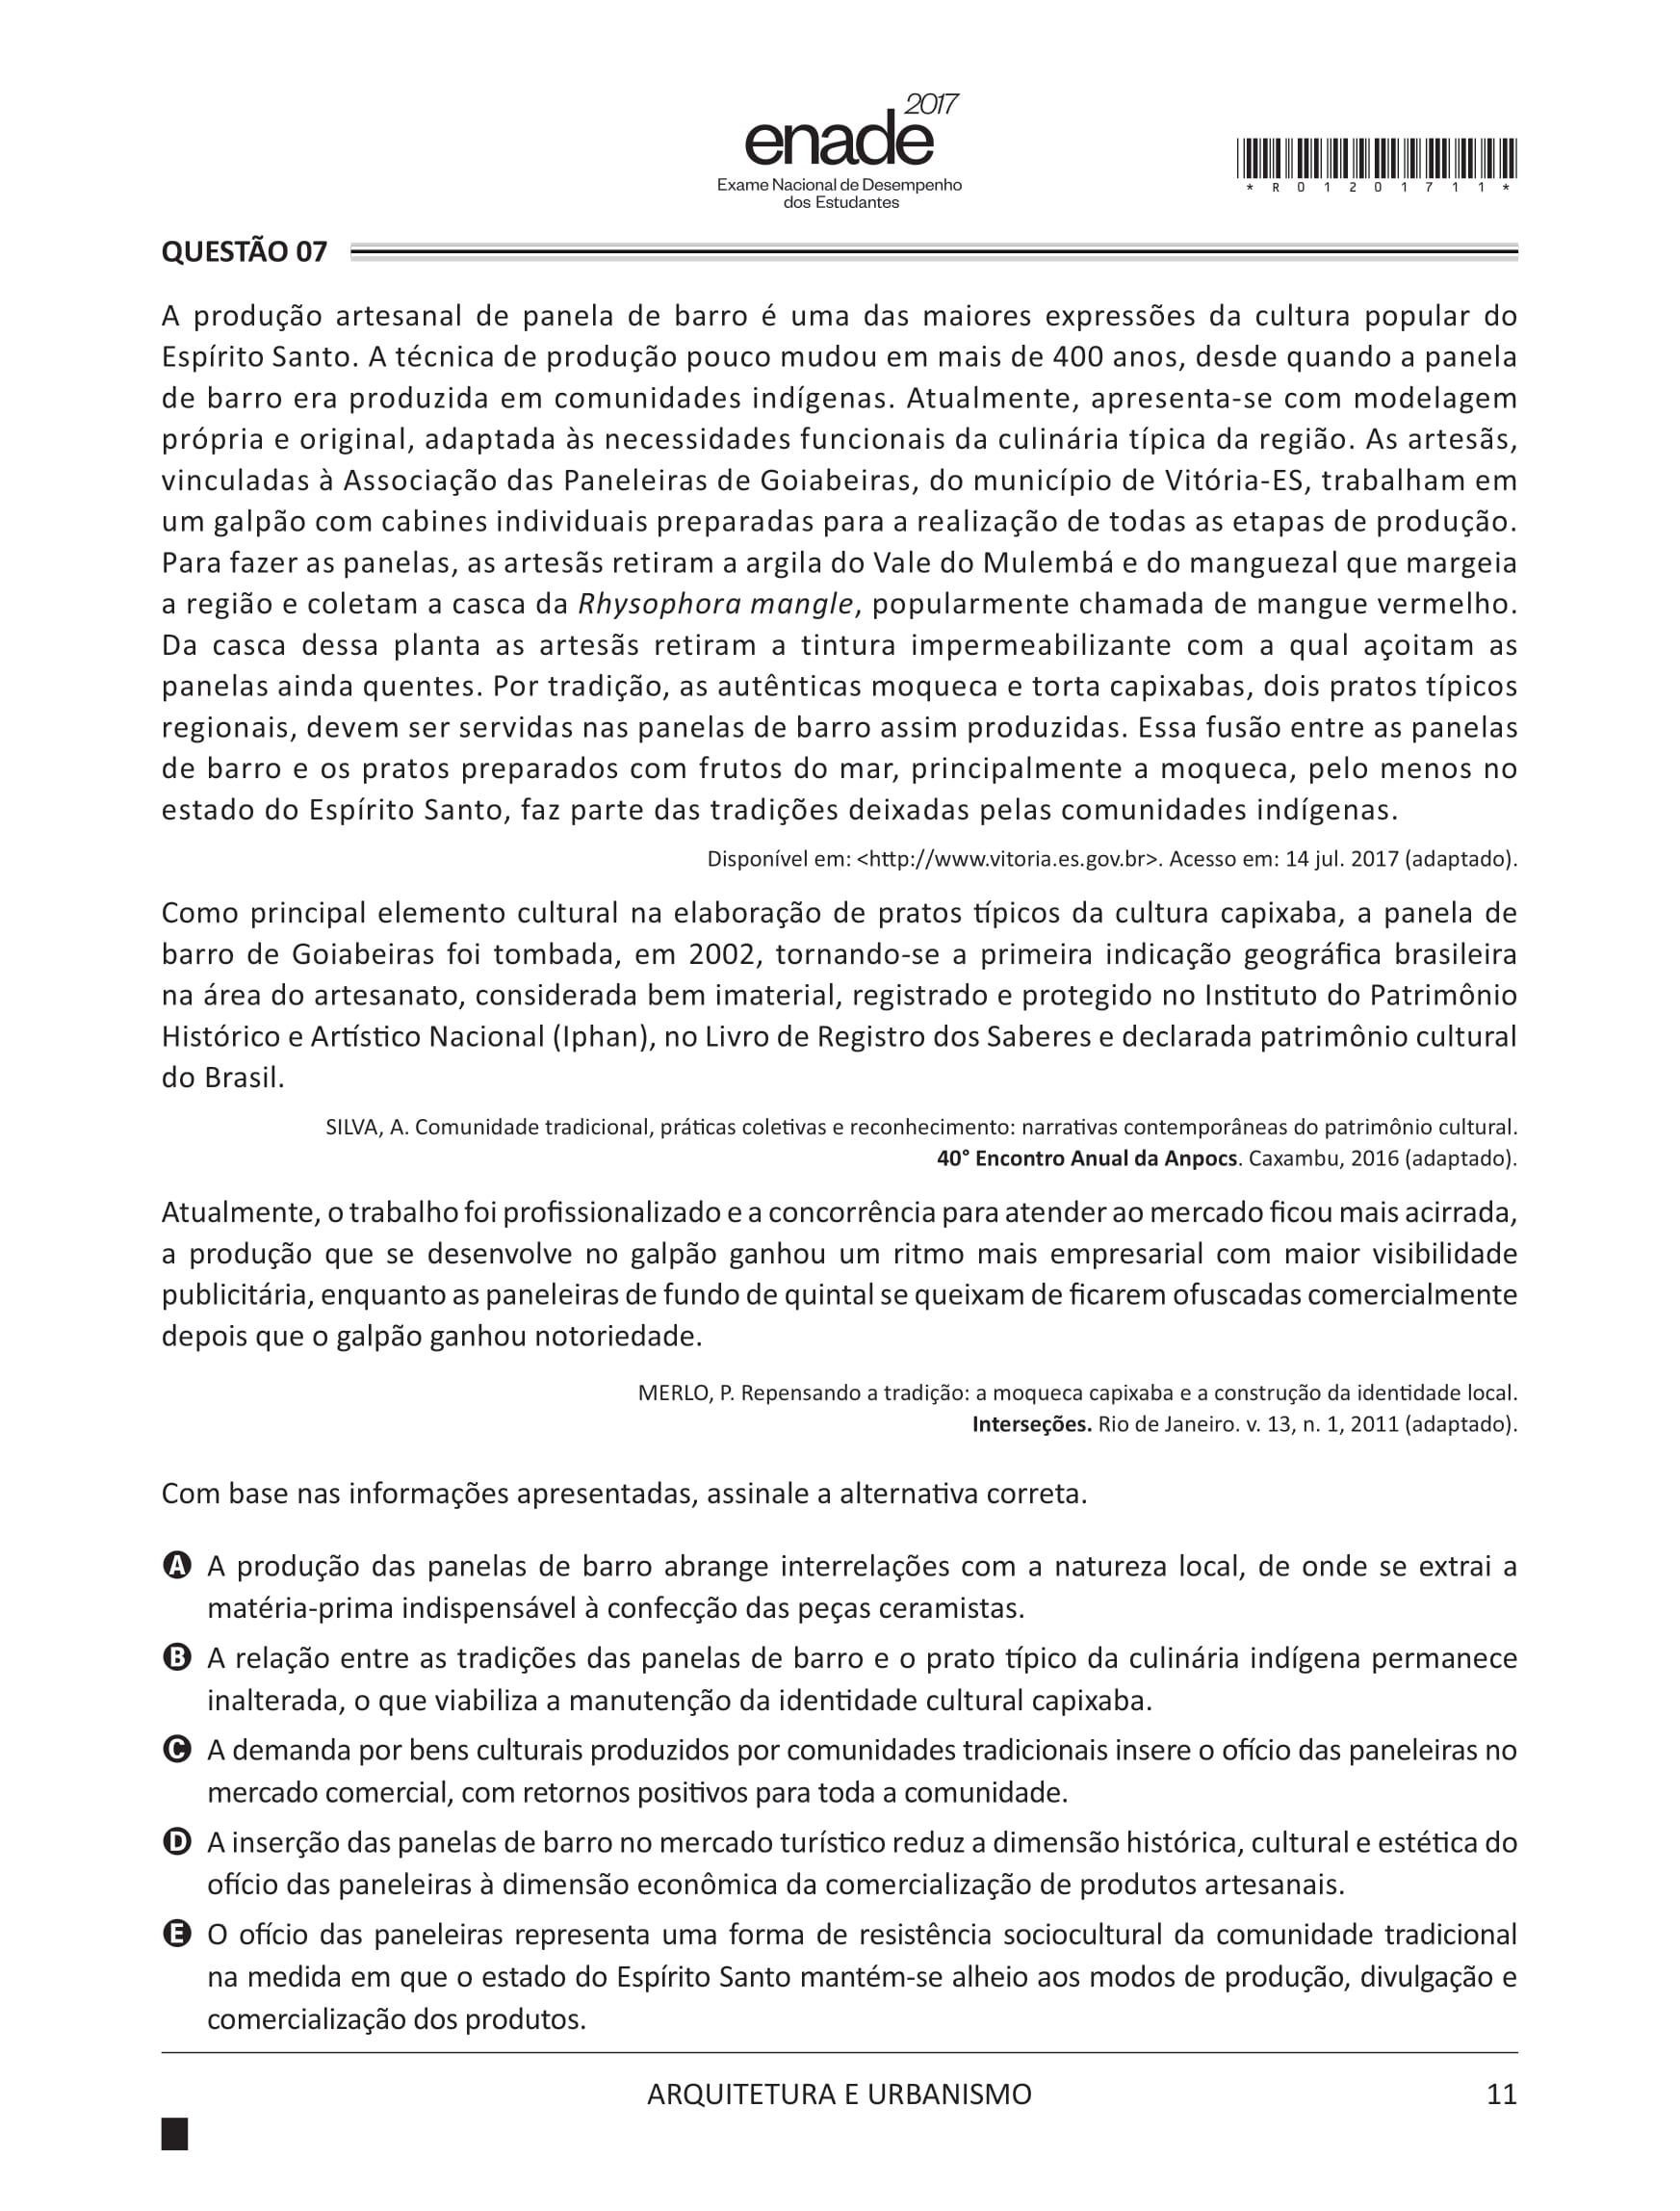 enade 2017
Exame Nacional de Desempenho
dos Estudantes
* R 0 1 2 0 1 7 1 1 *
QUESTÃO 07
A produção artesanal de panela de barro é uma das maiores expressões da cultura popular do
Espírito Santo. A técnica de produção pouco mudou em mais de 400 anos, desde quando a panela
de barro era produzida em comunidades indígenas. Atualmente, apresenta-se com modelagem
própria e original, adaptada às necessidades funcionais da culinária típica da região. As artesãs,
vinculadas à Associação das Paneleiras de Goiabeiras, do município de Vitória-ES, trabalham em
um galpão com cabines individuais preparadas para a realização de todas as etapas de produção.
Para fazer as panelas, as artesãs retiram a argila do Vale do Mulembá e do manguezal que margeia
a região e coletam a casca da Rhysophora mangle, popularmente chamada de mangue vermelho.
Da casca dessa planta as artesãs retiram a tintura impermeabilizante com a qual açoitam as
panelas ainda quentes. Por tradição, as autênticas moqueca e torta capixabas, dois pratos típicos
regionais, devem ser servidas nas panelas de barro assim produzidas. Essa fusão entre as panelas
de barro e os pratos preparados com frutos do mar, principalmente a moqueca, pelo menos no
estado do Espírito Santo, faz parte das tradições deixadas pelas comunidades indígenas.
Disponível em: <http://www.vitoria.es.gov.br>. Acesso em: 14 jul. 2017 (adaptado).
Como principal elemento cultural na elaboração de pratos típicos da cultura capixaba, a panela de
barro de Goiabeiras foi tombada, em 2002, tornando-se a primeira indicação geográfica brasileira
na área do artesanato, considerada bem imaterial, registrado e protegido no Instituto do Patrimônio
Histórico e Artístico Nacional (Iphan), no Livro de Registro dos Saberes e declarada patrimônio cultural
do Brasil.
SILVA, A. Comunidade tradicional, práticas coletivas e reconhecimento: narrativas contemporâneas do patrimônio cultural.
40° Encontro Anual da Anpocs. Caxambu, 2016 (adaptado).
Atualmente, o trabalho foi profissionalizado e a concorrência para atender ao mercado ficou mais acirrada,
a produção que se desenvolve no galpão ganhou um ritmo mais empresarial com maior visibilidade
publicitária, enquanto as paneleiras de fundo de quintal se queixam de ficarem ofuscadas comercialmente
depois que o galpão ganhou notoriedade.
MERLO, P. Repensando a tradição: a moqueca capixaba e a construção da identidade local.
Interseções. Rio de Janeiro. v. 13, n. 1, 2011 (adaptado).
Com base nas informações apresentadas, assinale a alternativa correta.
A A produção das panelas de barro abrange interrelações com a natureza local, de onde se extrai a
matéria-prima indispensável à confecção das peças ceramistas.
B A relação entre as tradições das panelas de barro e o prato típico da culinária indígena permanece
inalterada, o que viabiliza a manutenção da identidade cultural capixaba.
C A demanda por bens culturais produzidos por comunidades tradicionais insere o ofício das paneleiras no
mercado comercial, com retornos positivos para toda a comunidade.
D A inserção das panelas de barro no mercado turístico reduz a dimensão histórica, cultural e estética do
ofício das paneleiras à dimensão econômica da comercialização de produtos artesanais.
E O ofício das paneleiras representa uma forma de resistência sociocultural da comunidade tradicional
na medida em que o estado do Espírito Santo mantém-se alheio aos modos de produção, divulgação e
comercialização dos produtos.
ARQUITETURA E URBANISMO
11